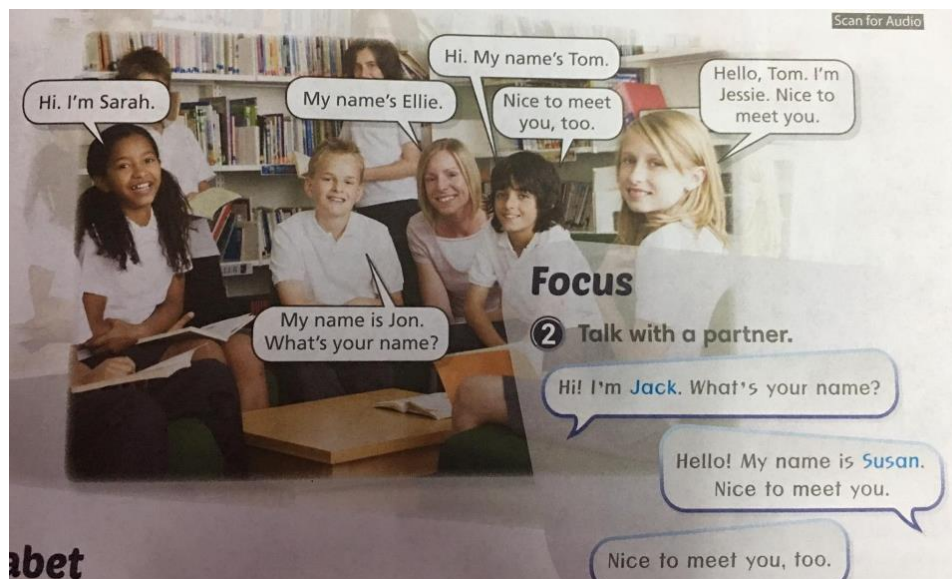 Scan for Audio
Hi. I'm Sarah.
My name's Ellie.
Hi. My name's Tom.
Nice to meet
you, too.
Hello, Tom. I'm
Jessie. Nice to
meet you.
My name is Jon.
What's your name?
Focus
2 Talk with a partner.
Hi! I'm Jack. What's your name?
Hello! My name is Susan.
Nice to meet you.
Nice to meet you, too.
abet